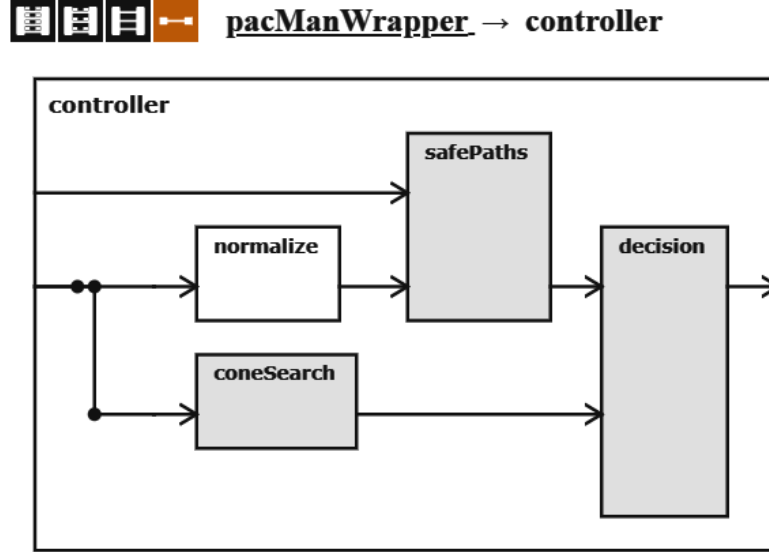 pacManWrapper → controller
controller
safePaths
normalize
decision
coneSearch